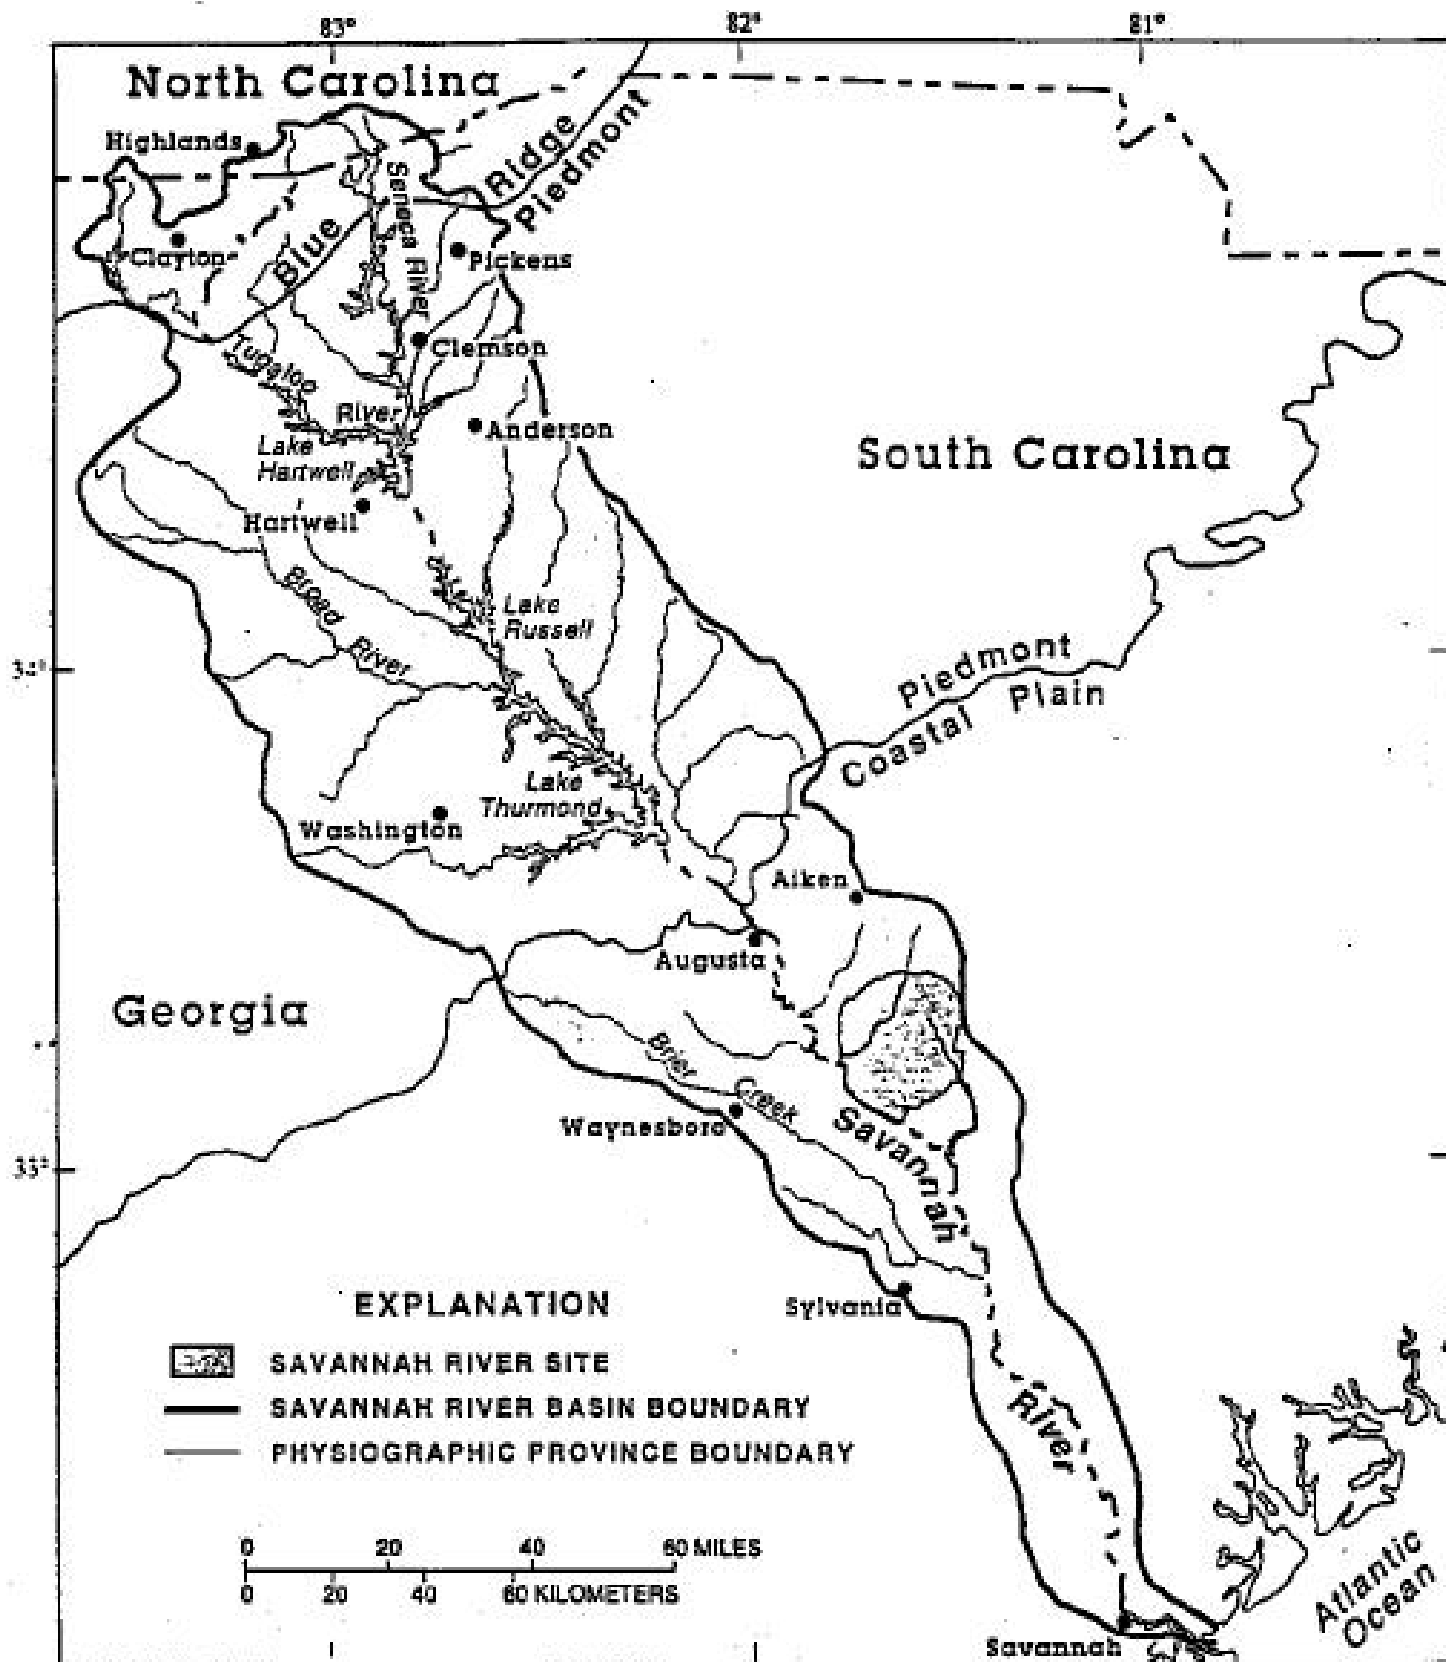 83° 82° 81°
North Carolina
Highlands
Ridge
Piedmont
Seneca River
Blue
Clayton
Pickens
Clemson
Tugaloo
River
Anderson
Lake
Hartwell
South Carolina
Hartwell
Broad River
Lake
Russell
34°
Piedmont
Coastal Plain
Lake
Thurmond
Washington
Aiken
Augusta
Georgia
Brier Creek
Waynesboro
Savannah
33°
Sylvania
River
EXPLANATION
SAVANNAH RIVER SITE
SAVANNAH RIVER BASIN BOUNDARY
PHYSIOGRAPHIC PROVINCE BOUNDARY
0 20 40 60 MILES
0 20 40 60 KILOMETERS
Atlantic
Ocean
Savannah